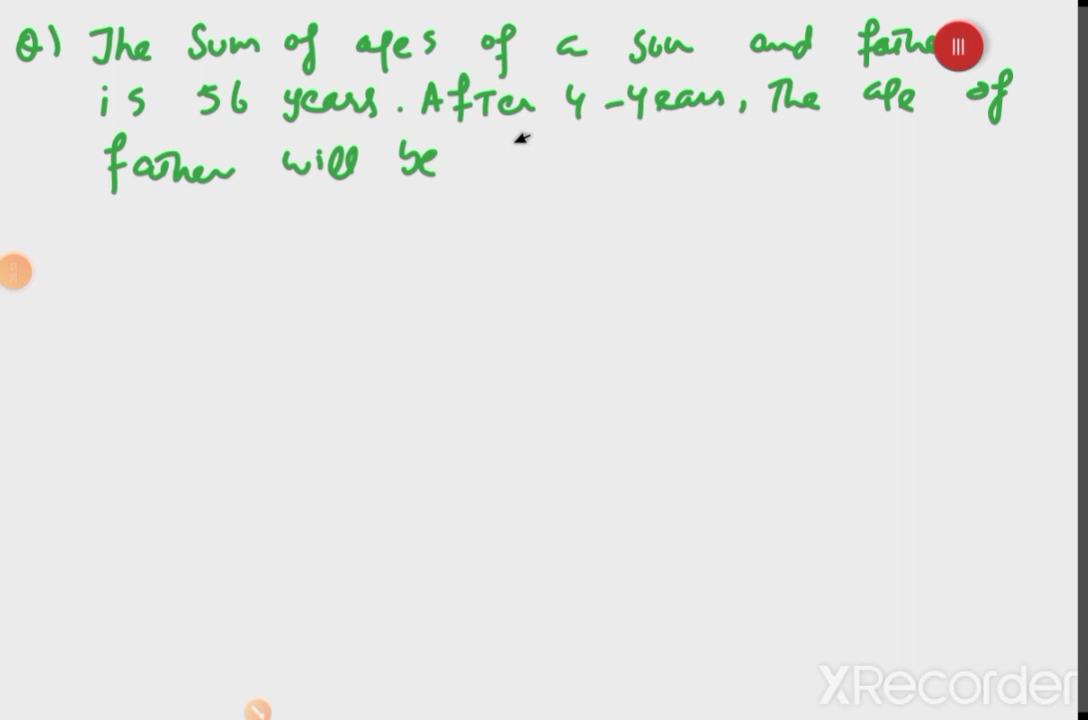 Q) The Sum of ages of a son and fathe
is 56 years. After 4-years, The age of
father will be
XRecorder